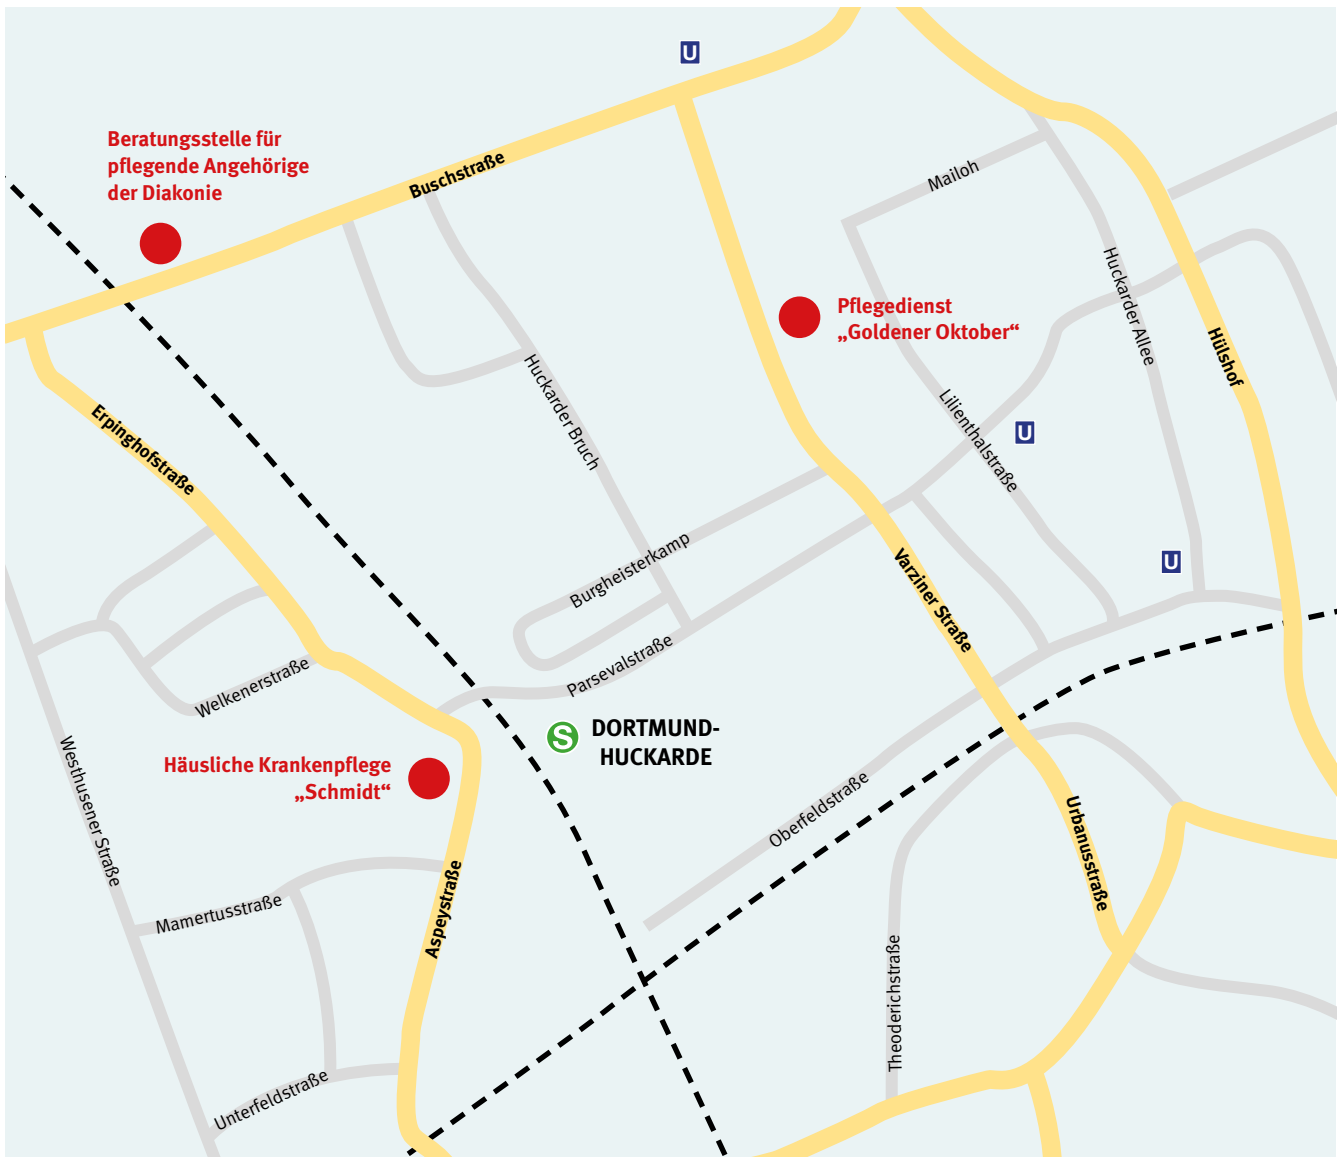 U
Beratungsstelle für
pflegende Angehörige
der Diakonie
Buschstraße
Mailoh
Huckarder Allee
Pflegedienst
„Goldener Oktober“
Hülshof
Huckarder Bruch
Erpinghofstraße
Lilienthalstraße
U
Burgheisterkamp
Varziner Straße
U
Parsevalstraße
Welkenerstraße
S
DORTMUND-
HUCKARDE
Häusliche Krankenpflege
„Schmidt“
Westhusener Straße
Oberfeldstraße
Urbanusstraße
Mamertusstraße
Aspeystraße
Theoderichstraße
Unterfeldstraße